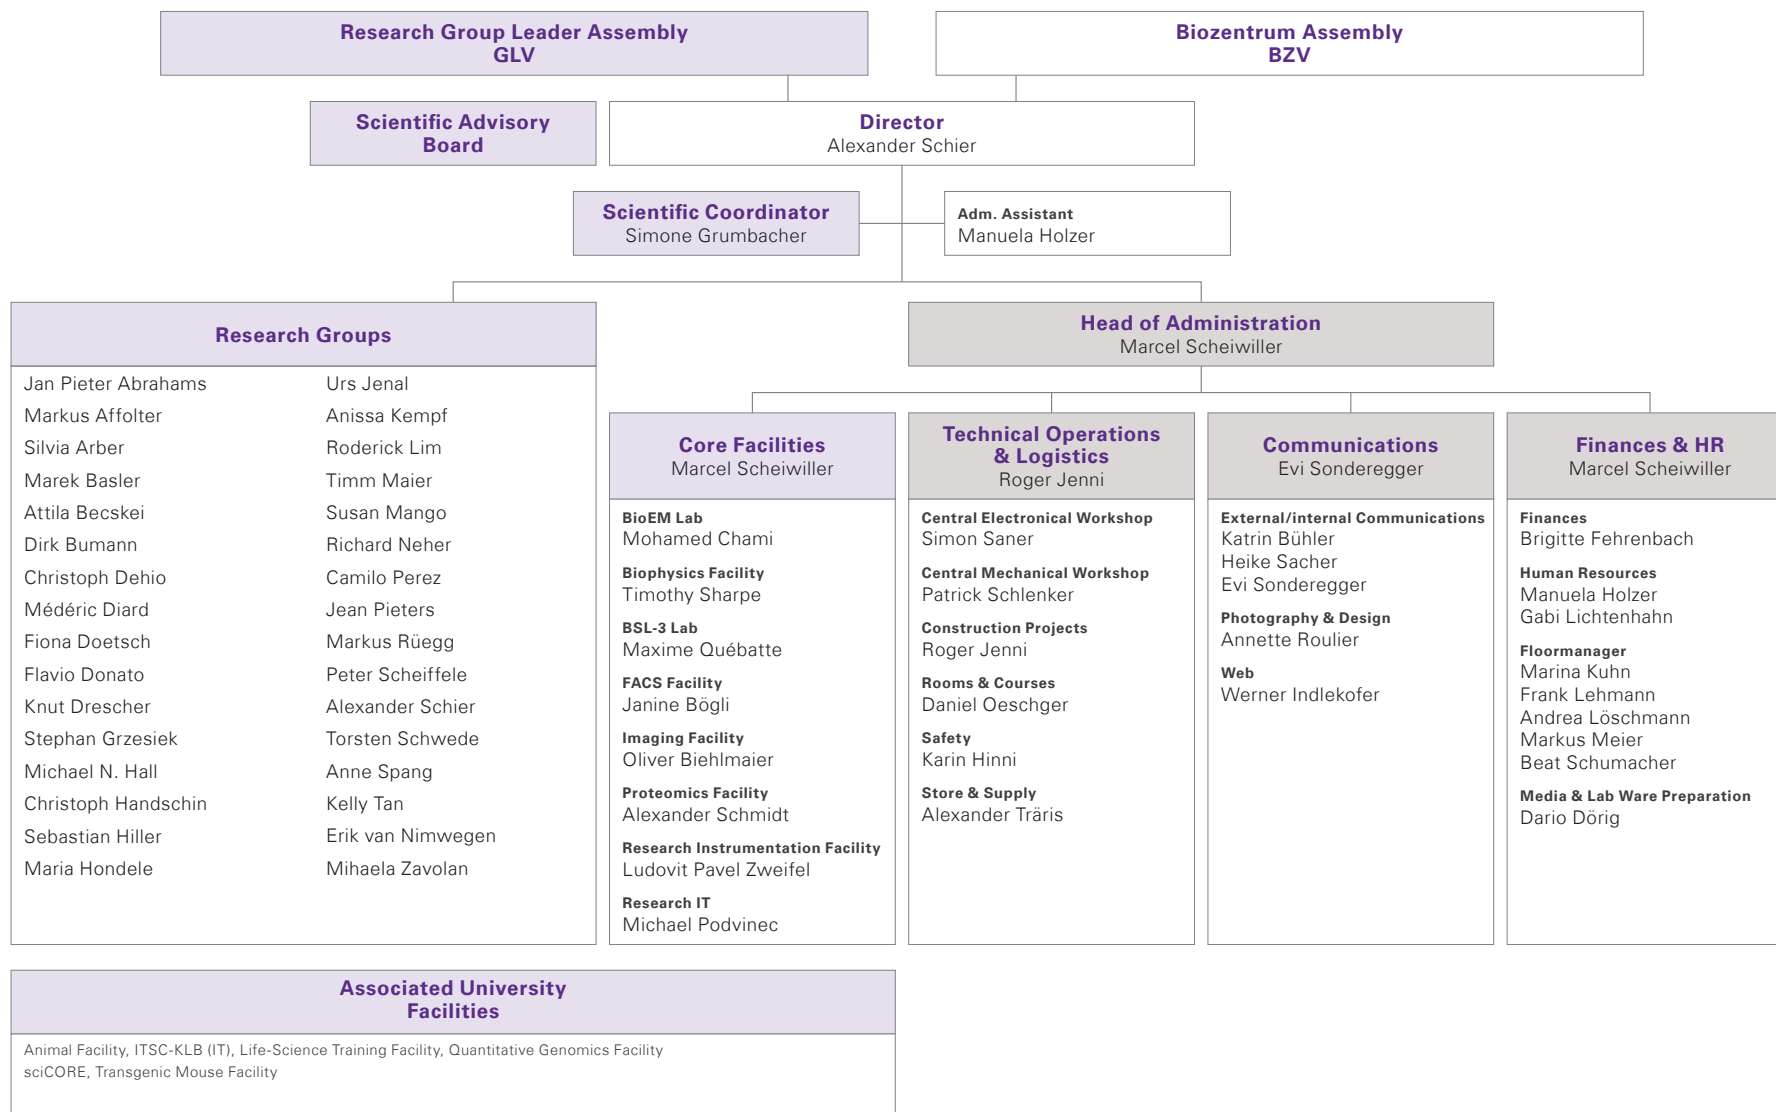 Research Group Leader Assembly
GLV
Biozentrum Assembly
BZV
Scientific Advisory
Board
Director
Alexander Schier
Scientific Coordinator
Simone Grumbacher
Adm. Assistant
Manuela Holzer
Research Groups
Jan Pieter Abrahams
Markus Affolter
Silvia Arber
Marek Basler
Attila Becskei
Dirk Bumann
Christoph Dehio
Médéric Diard
Fiona Doetsch
Flavio Donato
Knut Drescher
Stephan Grzesiek
Michael N. Hall
Christoph Handschin
Sebastian Hiller
Maria Hondele
Urs Jenal
Anissa Kempf
Roderick Lim
Timm Maier
Susan Mango
Richard Neher
Camilo Perez
Jean Pieters
Markus Rüegg
Peter Scheiffele
Alexander Schier
Torsten Schwede
Anne Spang
Kelly Tan
Erik van Nimwegen
Mihaela Zavolan
Head of Administration
Marcel Scheiwiller
Core Facilities
Marcel Scheiwiller
BioEM Lab
Mohamed Chami
Biophysics Facility
Timothy Sharpe
BSL-3 Lab
Maxime Québatte
FACS Facility
Janine Bögli
Imaging Facility
Oliver Biehlmaier
Proteomics Facility
Alexander Schmidt
Research Instrumentation Facility
Ludovit Pavel Zweifel
Research IT
Michael Podvinec
Technical Operations
& Logistics
Roger Jenni
Central Electronical Workshop
Simon Saner
Central Mechanical Workshop
Patrick Schlenker
Construction Projects
Roger Jenni
Rooms & Courses
Daniel Oeschger
Safety
Karin Hinni
Store & Supply
Alexander Träris
Communications
Evi Sonderegger
External/internal Communications
Katrin Bühler
Heike Sacher
Evi Sonderegger
Photography & Design
Annette Roulier
Web
Werner Indlekofer
Finances & HR
Marcel Scheiwiller
Finances
Brigitte Fehrenbach
Human Resources
Manuela Holzer
Gabi Lichtenhahn
Floormanager
Marina Kuhn
Frank Lehmann
Andrea Löschmann
Markus Meier
Beat Schumacher
Media & Lab Ware Preparation
Dario Dörig
Associated University
Facilities
Animal Facility, ITSC-KLB (IT), Life-Science Training Facility, Quantitative Genomics Facility
sciCORE, Transgenic Mouse Facility